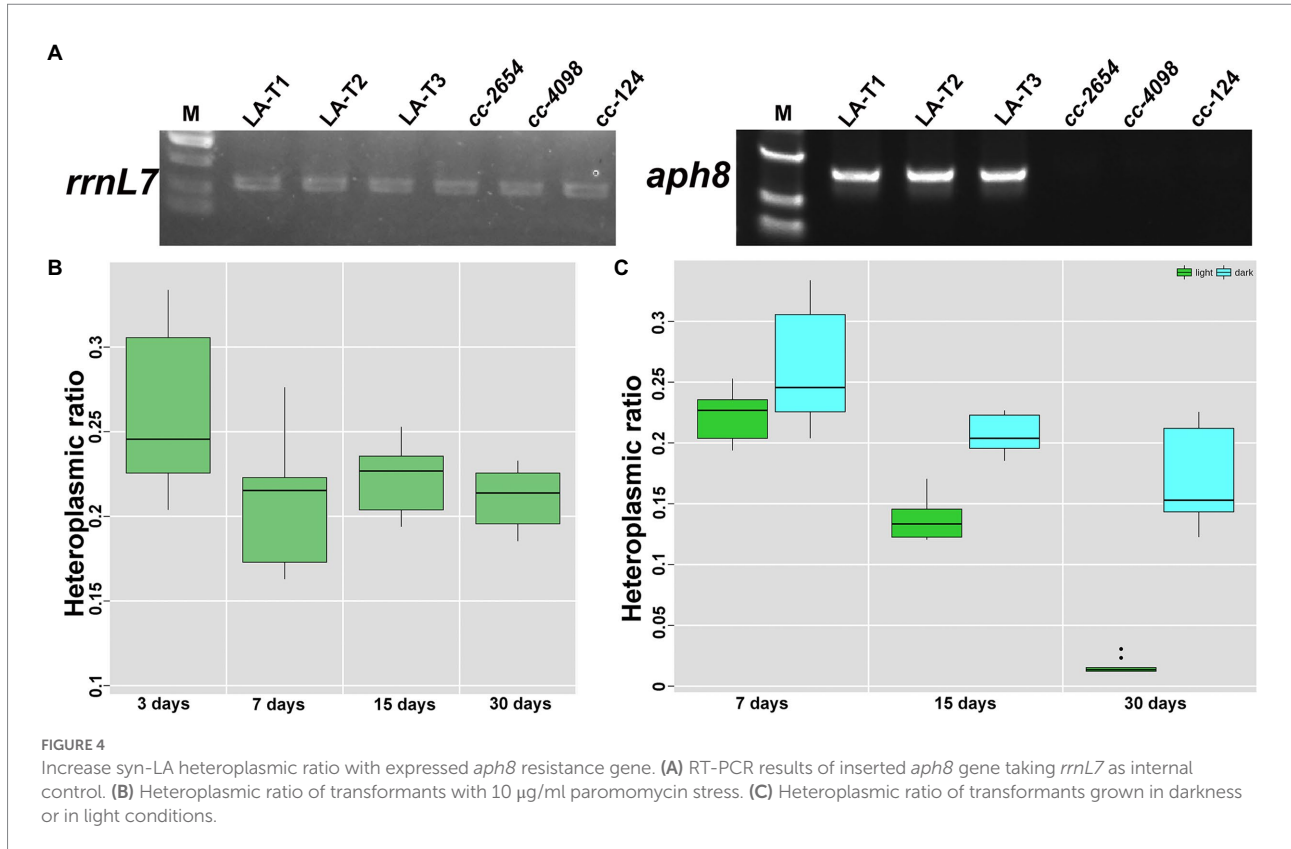 A
M LA-T1 LA-T2 LA-T3 cc-2654 cc-4098 cc-124
rrnL7
M LA-T1 LA-T2 LA-T3 cc-2654 cc-4098 cc-124
aph8
B
Heteroplasmic ratio
0.3
0.25
0.2
0.15
0.1
3 days 7 days 15 days 30 days
C
light dark
Heteroplasmic ratio
0.3
0.25
0.2
0.15
0.1
0.05
0
7 days 15 days 30 days
FIGURE 4
Increase syn-LA heteroplasmic ratio with expressed aph8 resistance gene. (A) RT-PCR results of inserted aph8 gene taking rrnL7 as internal
control. (B) Heteroplasmic ratio of transformants with 10 μg/ml paromomycin stress. (C) Heteroplasmic ratio of transformants grown in darkness
or in light conditions.